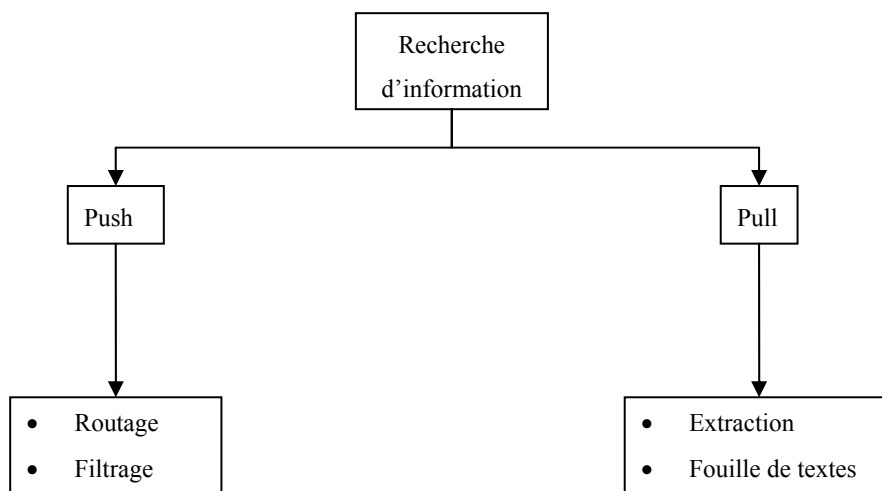 Recherche
d’information
Push
Pull
• Routage
• Filtrage
• Extraction
• Fouille de textes